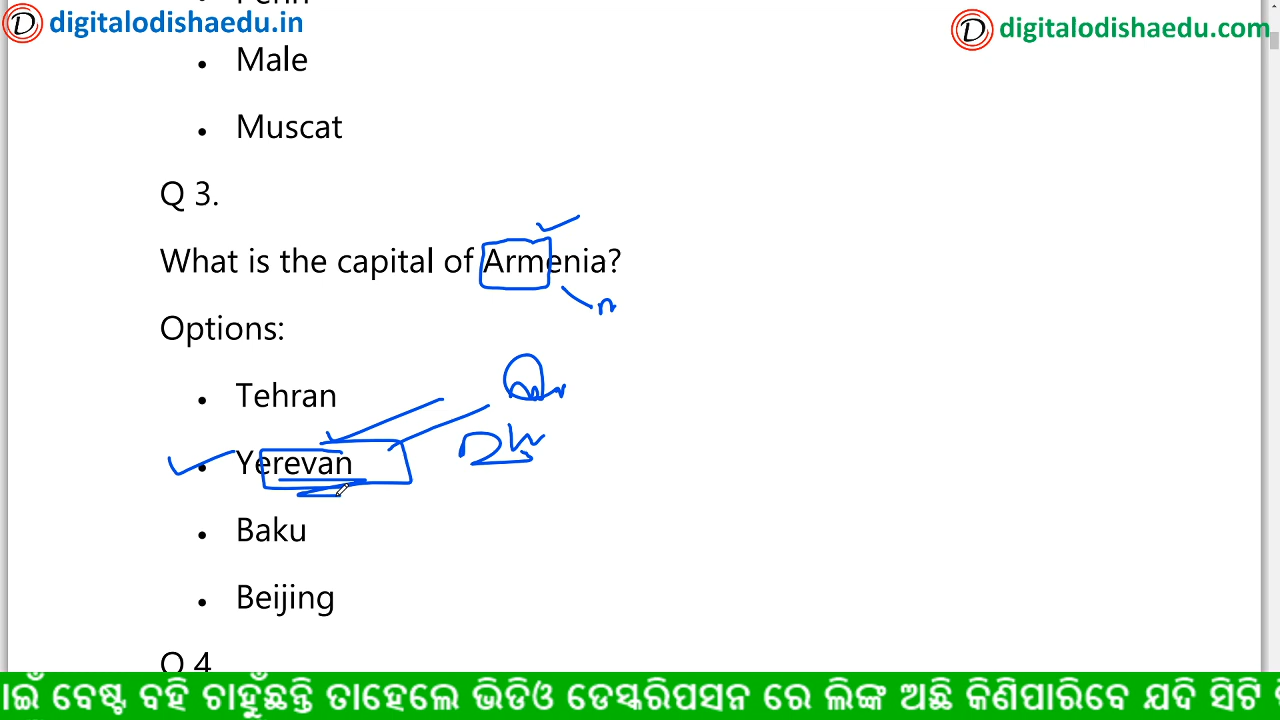 digitalodishaedu.in
digitalodishaedu.com
Male
Muscat
Q 3.
What is the capital of Armenia?
Options:
Tehran
Yerevan
Baku
Beijing
Q 4
ବେଷ୍ଟ ବହି ଚାହୁଁଛନ୍ତି ତାହେଲେ ଭିଡିଓ ଡେସ୍କରିପସନ ରେ ଲିଙ୍କ ଅଛି କିଣିପାରିବେ ଯଦି ସିଟି